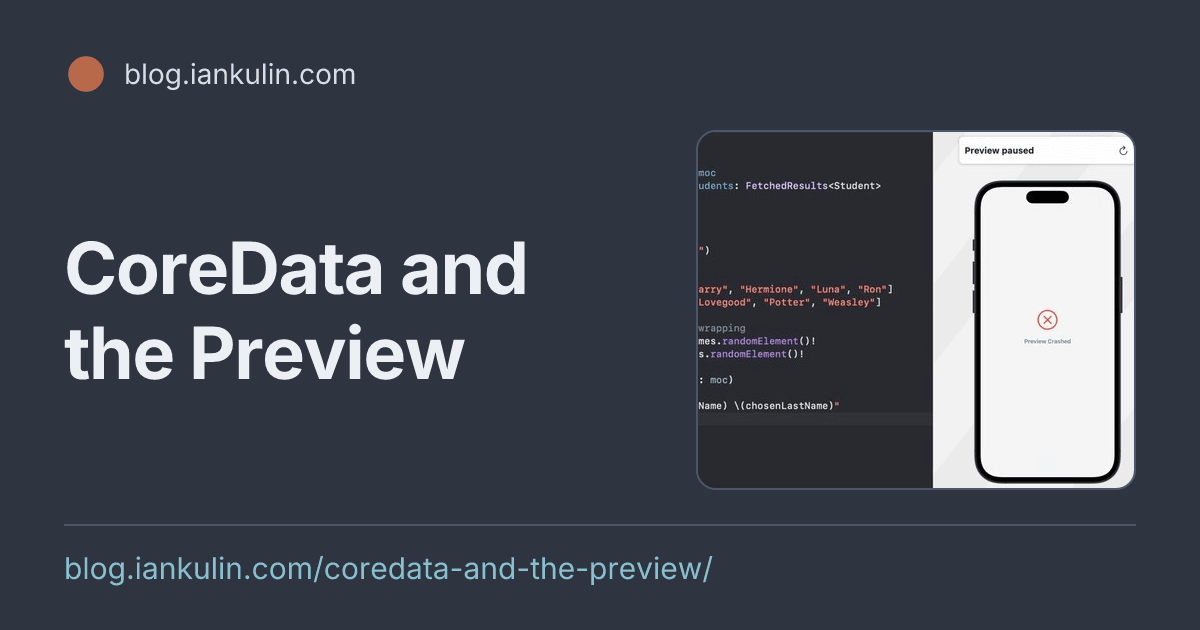 blog.iankulin.com
CoreData and
the Preview
moc
udents: FetchedResults<Student>
")
arry", "Hermione", "Luna", "Ron"]
Lovegood", "Potter", "Weasley"]
wrapping
mes.randomElement()!
s.randomElement()!
: moc)
Name) \(chosenLastName)"
Preview paused
Preview Crashed
blog.iankulin.com/coredata-and-the-preview/